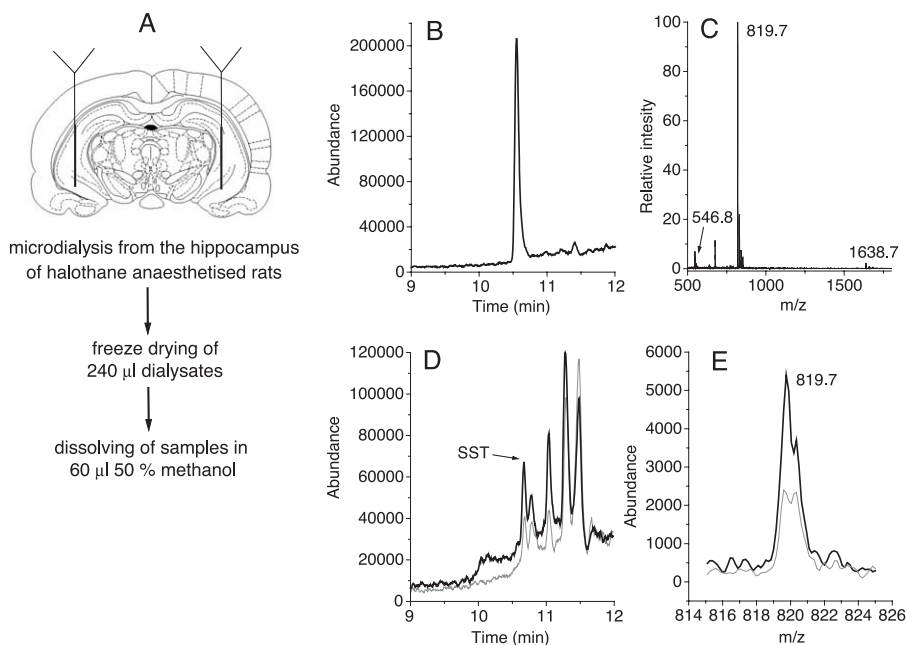 A
microdialysis from the hippocampus
of halothane anaesthetised rats
freeze drying of
240 µl dialysates
dissolving of samples in
60 µl 50 % methanol
B
Abundance
200000
160000
120000
80000
40000
0
9 10 11 12
Time (min)
C
Relative intesity
100
80
60
40
20
0
819.7
546.8
1638.7
500 1000 1500
m/z
D
Abundance
120000
100000
80000
60000
40000
20000
0
SST
9 10 11 12
Time (min)
E
Abundance
6000
5000
4000
3000
2000
1000
0
819.7
814 816 818 820 822 824 826
m/z